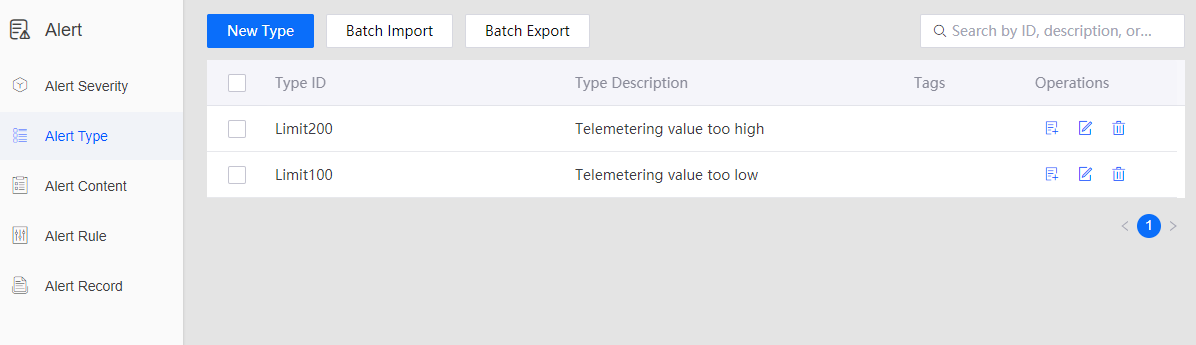 Alert
Alert Severity
Alert Type
Alert Content
Alert Rule
Alert Record
New Type Batch Import Batch Export Search by ID, description, or...
Type ID Type Description Tags Operations
Limit200 Telemetering value too high
Limit100 Telemetering value too low
< 1 >